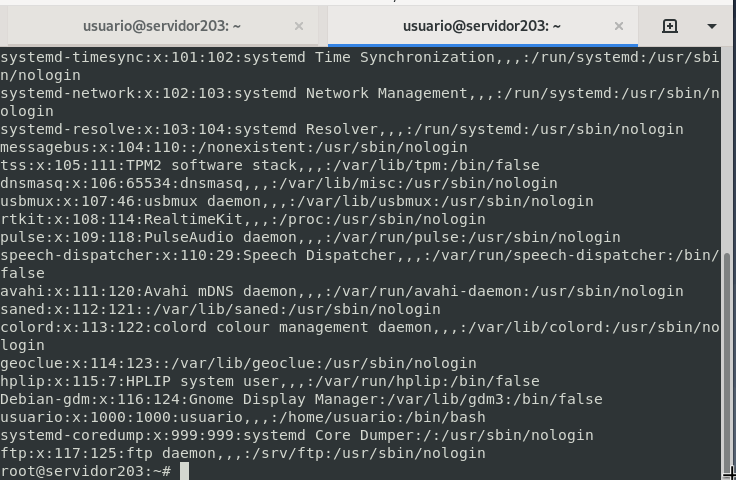 usuario@servidor203: ~ × usuario@servidor203: ~ ×
systemd-timesync:x:101:102:systemd Time Synchronization,,,:/run/systemd:/usr/sbi
n/nologin
systemd-network:x:102:103:systemd Network Management,,,:/run/systemd:/usr/sbin/n
ologin
systemd-resolve:x:103:104:systemd Resolver,,,:/run/systemd:/usr/sbin/nologin
messagebus:x:104:110::/nonexistent:/usr/sbin/nologin
tss:x:105:111:TPM2 software stack,,,:/var/lib/tpm:/bin/false
dnsmasq:x:106:65534:dnsmasq,,,:/var/lib/misc:/usr/sbin/nologin
usbmux:x:107:46:usbmux daemon,,,:/var/lib/usbmux:/usr/sbin/nologin
rtkit:x:108:114:RealtimeKit,,,:/proc:/usr/sbin/nologin
pulse:x:109:118:PulseAudio daemon,,,:/var/run/pulse:/usr/sbin/nologin
speech-dispatcher:x:110:29:Speech Dispatcher,,,:/var/run/speech-dispatcher:/bin/
false
avahi:x:111:120:Avahi mDNS daemon,,,:/var/run/avahi-daemon:/usr/sbin/nologin
saned:x:112:121::/var/lib/saned:/usr/sbin/nologin
colord:x:113:122:colord colour management daemon,,,:/var/lib/colord:/usr/sbin/no
login
geoclue:x:114:123::/var/lib/geoclue:/usr/sbin/nologin
hplip:x:115:7:HPLIP system user,,,:/var/run/hplip:/bin/false
Debian-gdm:x:116:124:Gnome Display Manager:/var/lib/gdm3:/bin/false
usuario:x:1000:1000:usuario,,,:/home/usuario:/bin/bash
systemd-coredump:x:999:999:systemd Core Dumper:/:/usr/sbin/nologin
ftp:x:117:125:ftp daemon,,,:/srv/ftp:/usr/sbin/nologin
root@servidor203:~#